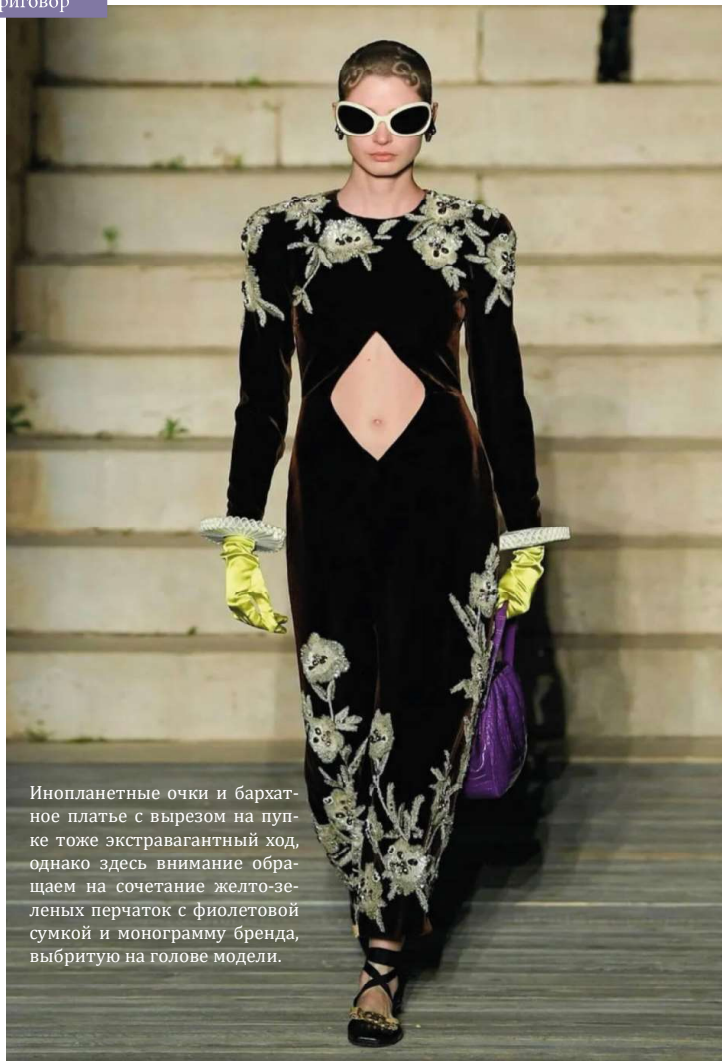 Инопланетные очки и бархат-
ное платье с вырезом на пуп-
ке тоже экстравагантный ход,
однако здесь внимание обра-
щаем на сочетание желто-зе-
леных перчаток с фиолетовой
сумкой и монограмму бренда,
выбритую на голове модели.